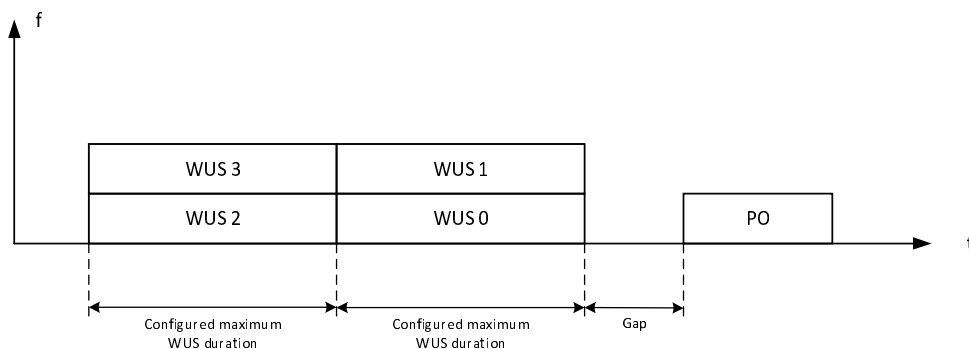 f
WUS 3
WUS 1
WUS 2
WUS 0
PO
t
Configured maximum
WUS duration
Configured maximum
WUS duration
Gap